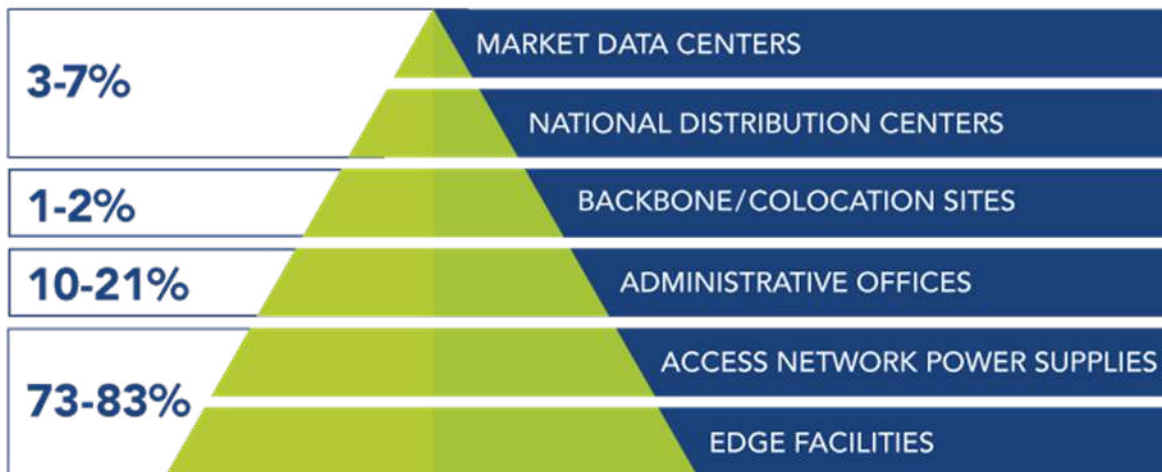 3-7%
MARKET DATA CENTERS
NATIONAL DISTRIBUTION CENTERS
1-2%
BACKBONE/COLOCATION SITES
10-21%
ADMINISTRATIVE OFFICES
73-83%
ACCESS NETWORK POWER SUPPLIES
EDGE FACILITIES